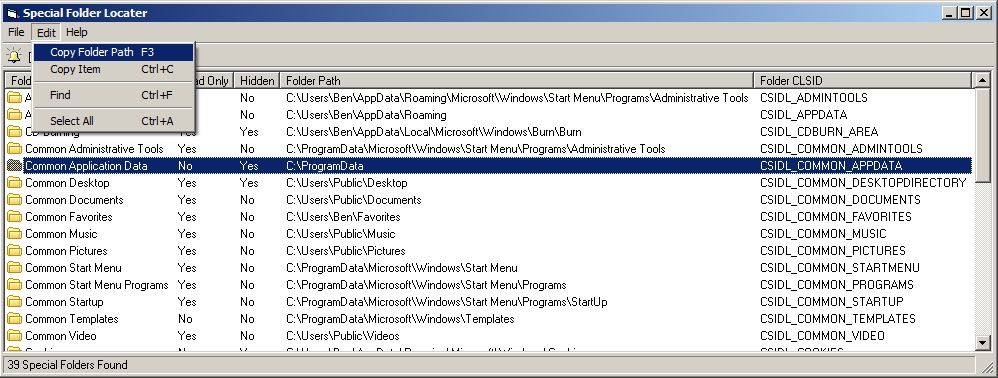 Special Folder Locater
File Edit Help
Copy Folder Path F3
Copy Item Ctrl+C
Find Ctrl+F
Select All Ctrl+A
Only Hidden Folder Path Folder CLSID
No C:\Users\Ben\AppData\Roaming\Microsoft\Windows\Start Menu\Programs\Administrative Tools CSIDL_ADMINTOOLS
No C:\Users\Ben\AppData\Roaming CSIDL_APPDATA
Yes C:\Users\Ben\AppData\Local\Microsoft\Windows\Burn\Burn CSIDL_CDBURN_AREA
Common Administrative Tools Yes No C:\ProgramData\Microsoft\Windows\Start Menu\Programs\Administrative Tools CSIDL_COMMON_ADMINTOOLS
Common Application Data No Yes C:\ProgramData CSIDL_COMMON_APPDATA
Common Desktop Yes Yes C:\Users\Public\Desktop CSIDL_COMMON_DESKTOPDIRECTORY
Common Documents Yes No C:\Users\Public\Documents CSIDL_COMMON_DOCUMENTS
Common Favorites Yes No C:\Users\Ben\Favorites CSIDL_COMMON_FAVORITES
Common Music Yes No C:\Users\Public\Music CSIDL_COMMON_MUSIC
Common Pictures Yes No C:\Users\Public\Pictures CSIDL_COMMON_PICTURES
Common Start Menu Yes No C:\ProgramData\Microsoft\Windows\Start Menu CSIDL_COMMON_STARTMENU
Common Start Menu Programs Yes No C:\ProgramData\Microsoft\Windows\Start Menu\Programs CSIDL_COMMON_PROGRAMS
Common Startup Yes No C:\ProgramData\Microsoft\Windows\Start Menu\Programs\StartUp CSIDL_COMMON_STARTUP
Common Templates No No C:\ProgramData\Microsoft\Windows\Templates CSIDL_COMMON_TEMPLATES
Common Video Yes No C:\Users\Public\Videos CSIDL_COMMON_VIDEO
39 Special Folders Found